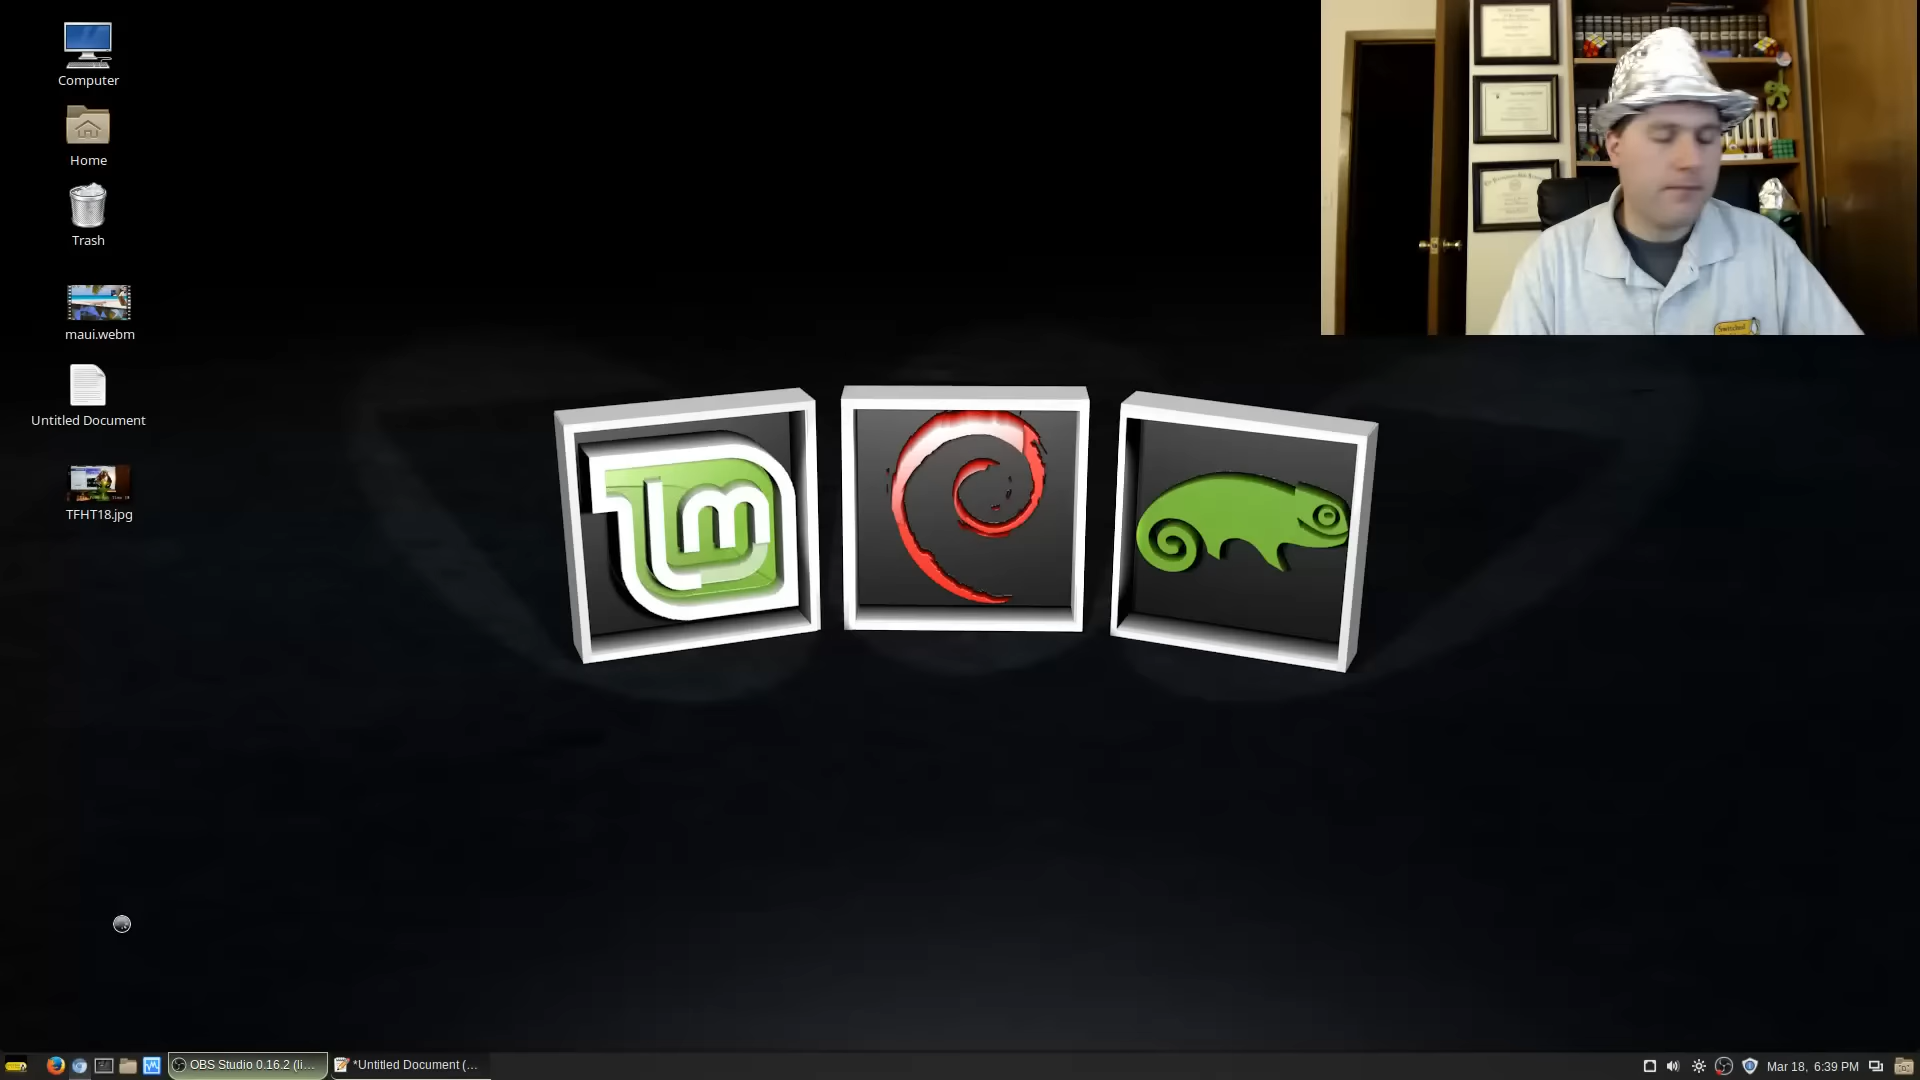 Computer
Home
Trash
maui.webm
Untitled Document
TFHT18.jpg
lm
OBS Studio 0.16.2 (li...
*Untitled Document (...
Mar 18, 6:39 PM